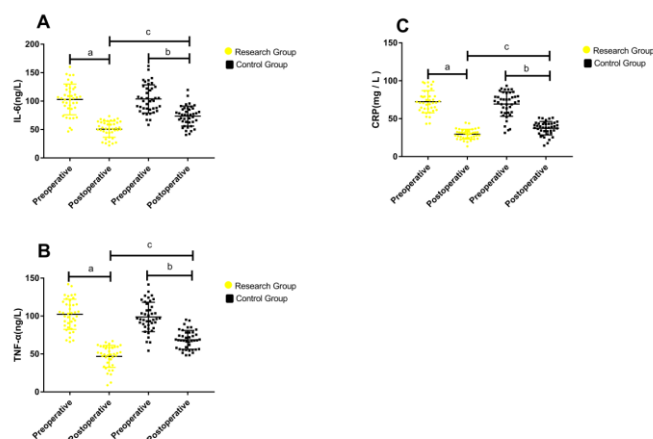 A
c
a
b
200
150
100
50
0
IL-6(ng/L)
Preoperative
Postoperative
Preoperative
Postoperative
Research Group
Control Group
C
c
a
b
150
100
50
0
CRP(mg / L)
Preoperative
Postoperative
Preoperative
Postoperative
Research Group
Control Group
B
c
a
b
150
100
50
0
TNF-α(ng/L)
Preoperative
Postoperative
Preoperative
Postoperative
Research Group
Control Group